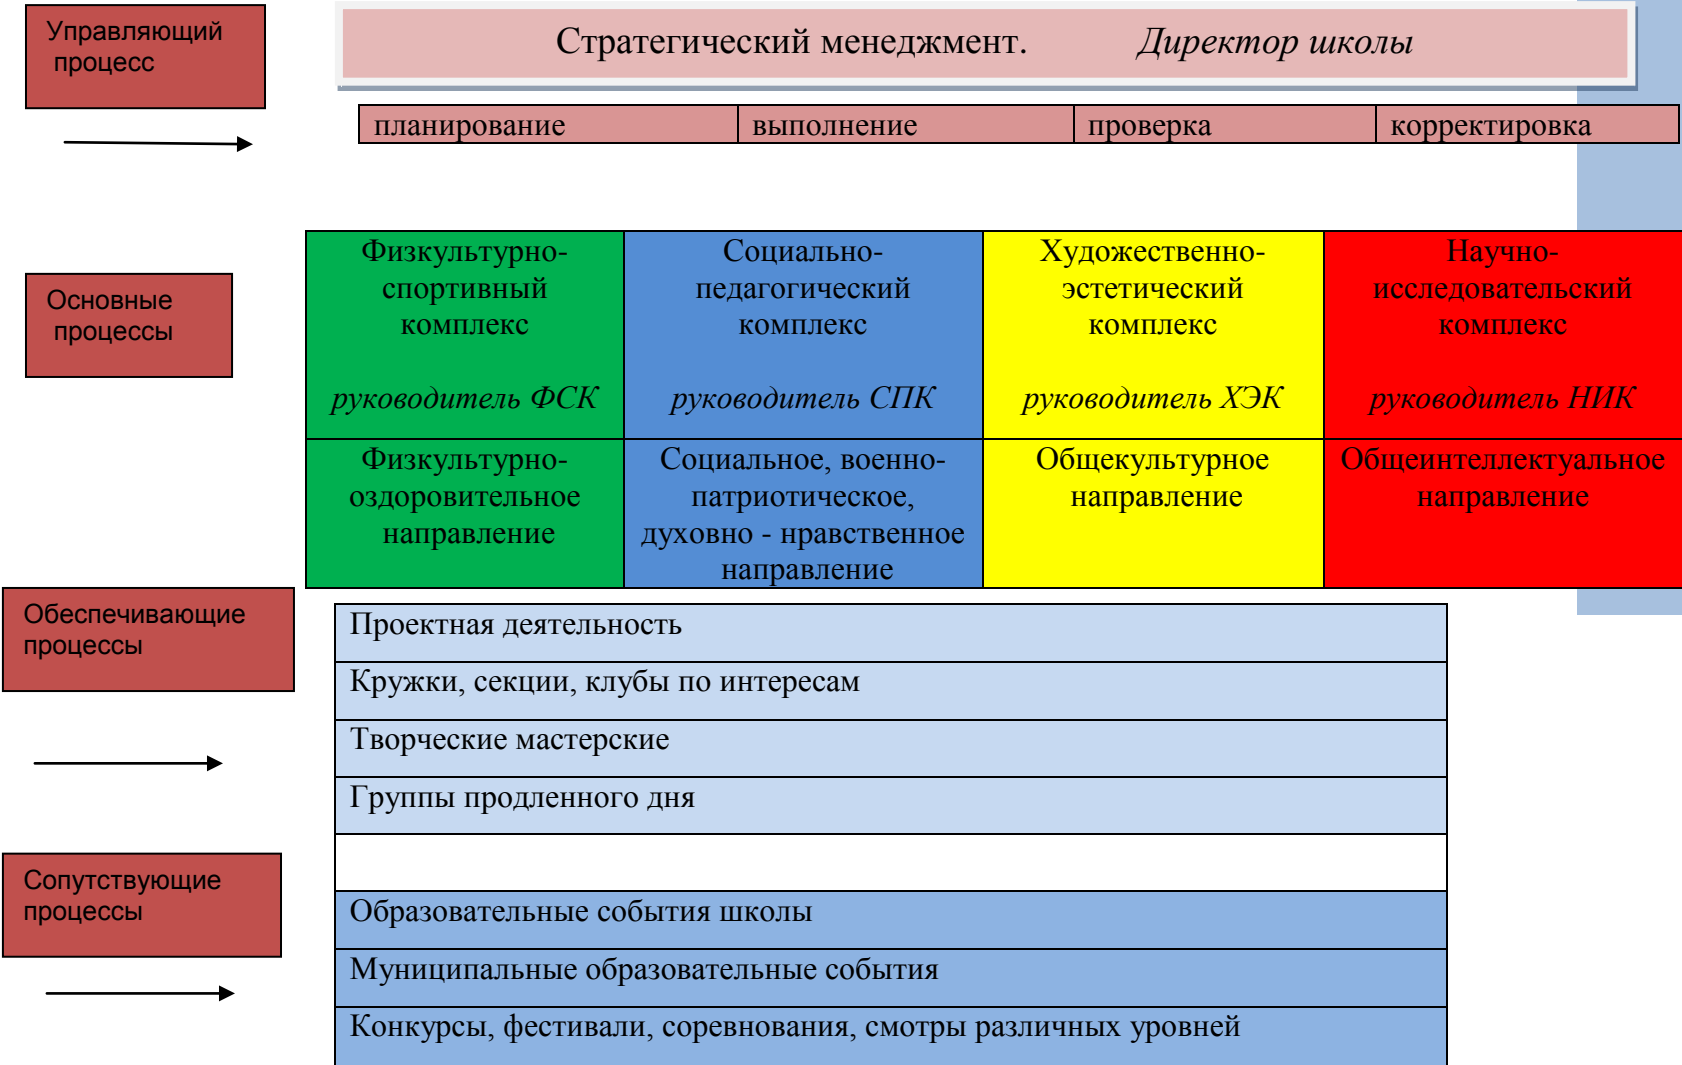 Управляющий
процесс
Стратегический менеджмент. Директор школы
планирование
выполнение
проверка
корректировка
Основные
процессы
Физкультурно-
спортивный
комплекс
руководитель ФСК
Социально-
педагогический
комплекс
руководитель СПК
Художественно-
эстетический
комплекс
руководитель ХЭК
Научно-
исследовательский
комплекс
руководитель НИК
Физкультурно-
оздоровительное
направление
Социальное, военно-
патриотическое,
духовно - нравственное
направление
Общекультурное
направление
Общеинтеллектуальное
направление
Обеспечивающие
процессы
Проектная деятельность
Кружки, секции, клубы по интересам
Творческие мастерские
Группы продленного дня
Сопутствующие
процессы
Образовательные события школы
Муниципальные образовательные события
Конкурсы, фестивали, соревнования, смотры различных уровней